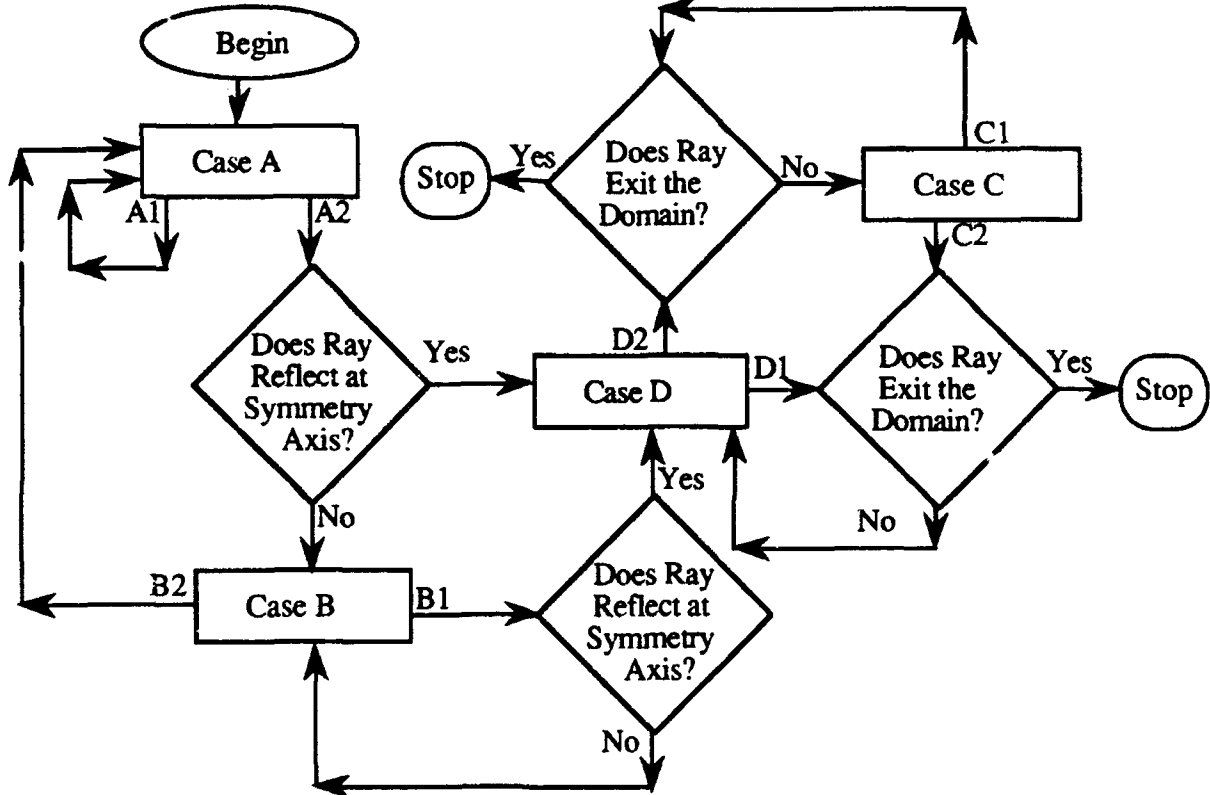 Begin
Case A
A1
A2
Does Ray
Reflect at
Symmetry
Axis?
Yes
No
Case B
B2
B1
Does Ray
Reflect at
Symmetry
Axis?
Yes
No
Case D
D2
D1
Does Ray
Exit the
Domain?
Yes
Stop
No
Case C
C1
C2
Does Ray
Exit the
Domain?
Yes
Stop
No